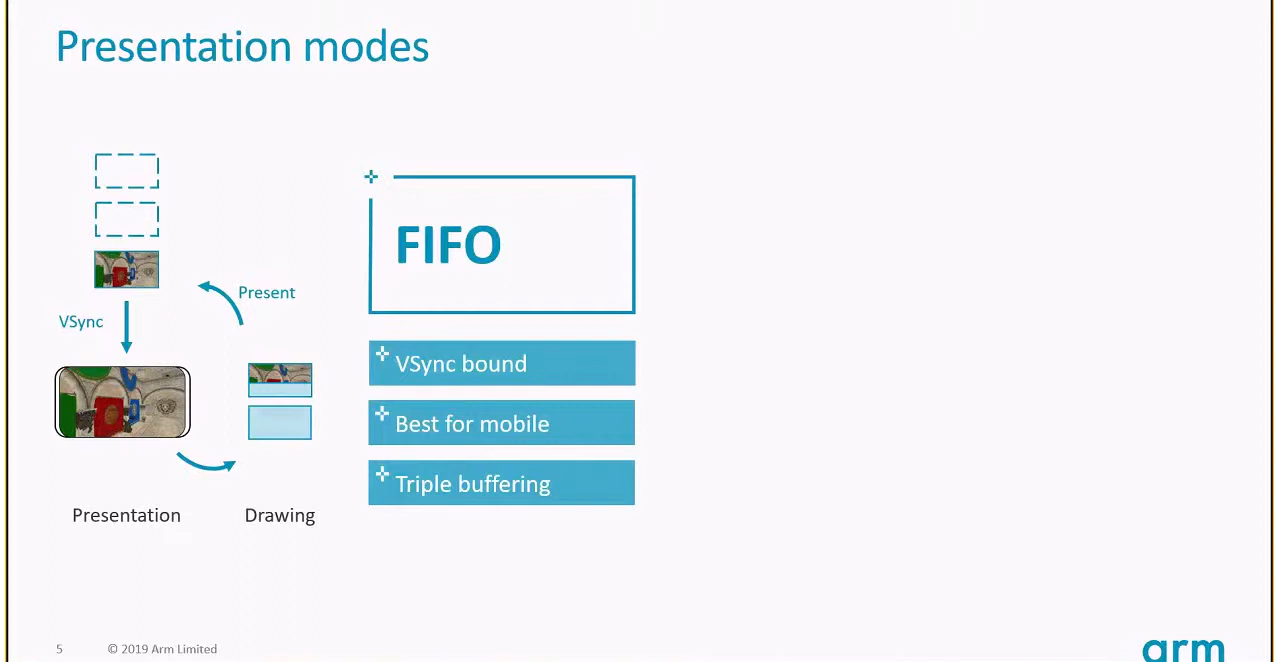 Presentation modes
Present
VSync
Presentation
Drawing
FIFO
VSync bound
Best for mobile
Triple buffering
5
© 2019 Arm Limited
arm